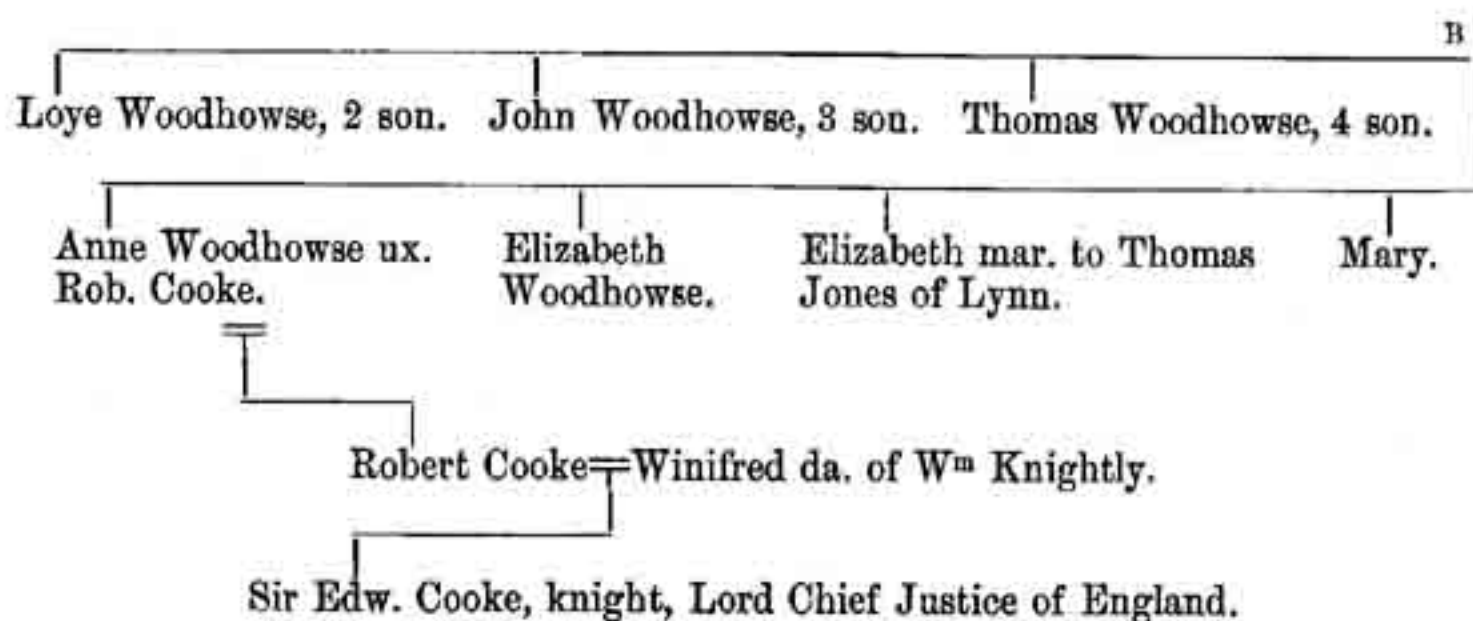 B
Loye Woodhowse, 2 son. John Woodhowse, 3 son. Thomas Woodhowse, 4 son.
Anne Woodhowse ux. Elizabeth Elizabeth mar. to Thomas Mary.
Rob. Cooke. Woodhowse. Jones of Lynn.
Robert Cooke=Winifred da. of Wᵐ Knightly.
Sir Edw. Cooke, knight, Lord Chief Justice of England.